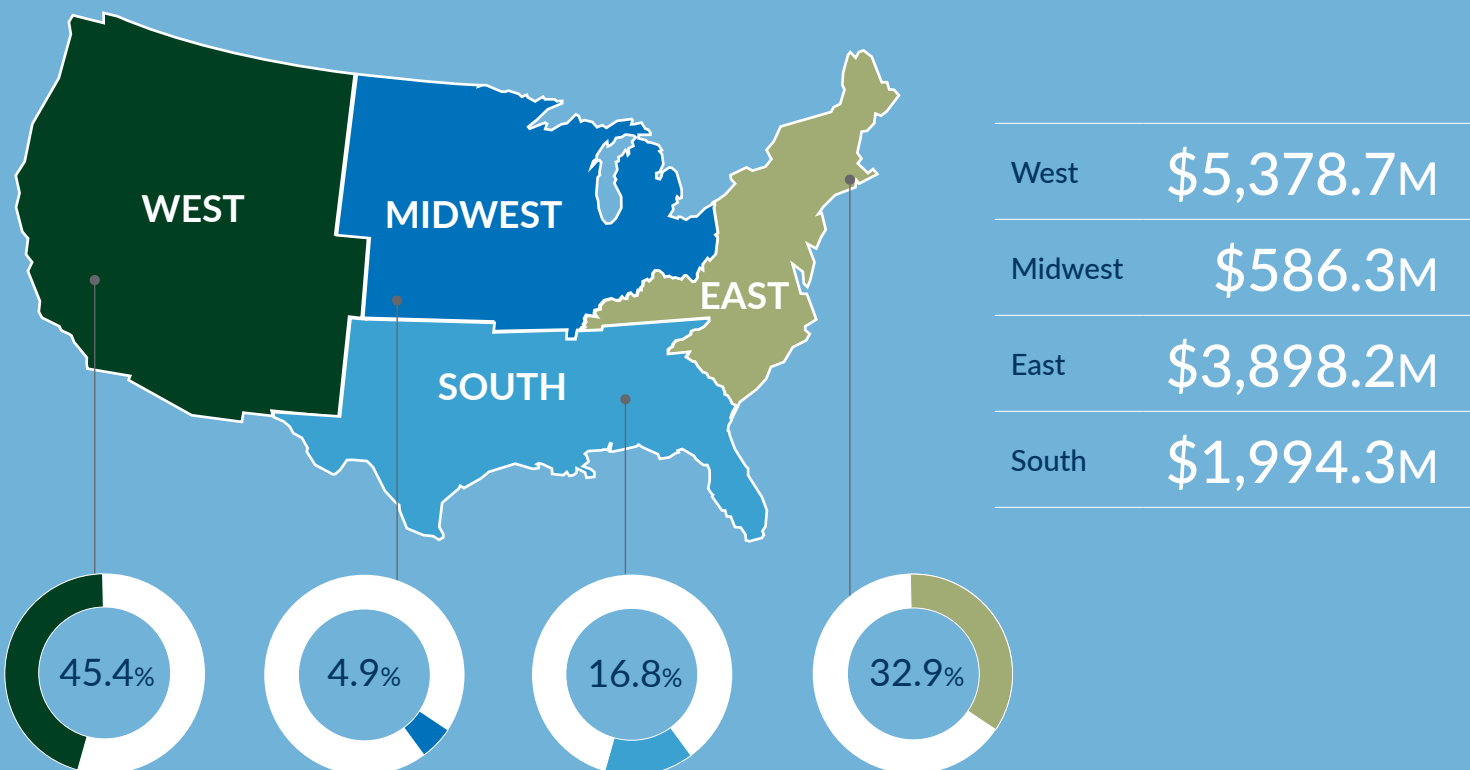 WEST
MIDWEST
EAST
SOUTH
West $5,378.7M
Midwest $586.3M
East $3,898.2M
South $1,994.3M
45.4%
4.9%
16.8%
32.9%